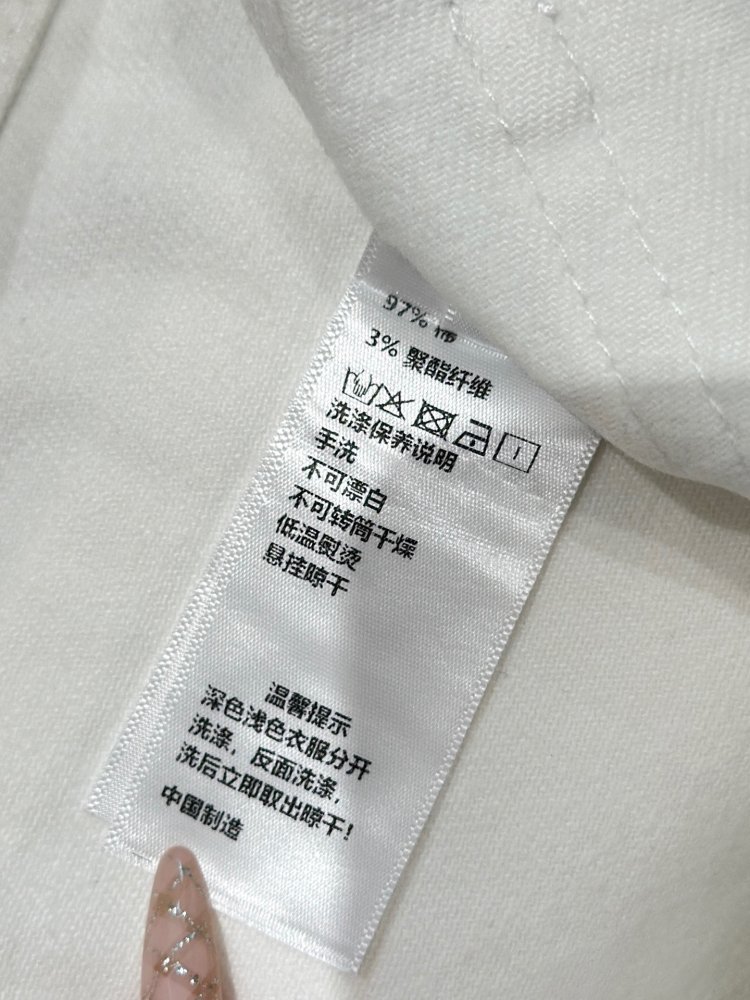 97% 棉
3% 聚酯纤维
洗涤保养说明
手洗
不可漂白
不可转筒干燥
低温熨烫
悬挂晾干
温馨提示
深色浅色衣服分开
洗涤，反面洗涤，
洗后立即取出晾干！
中国制造